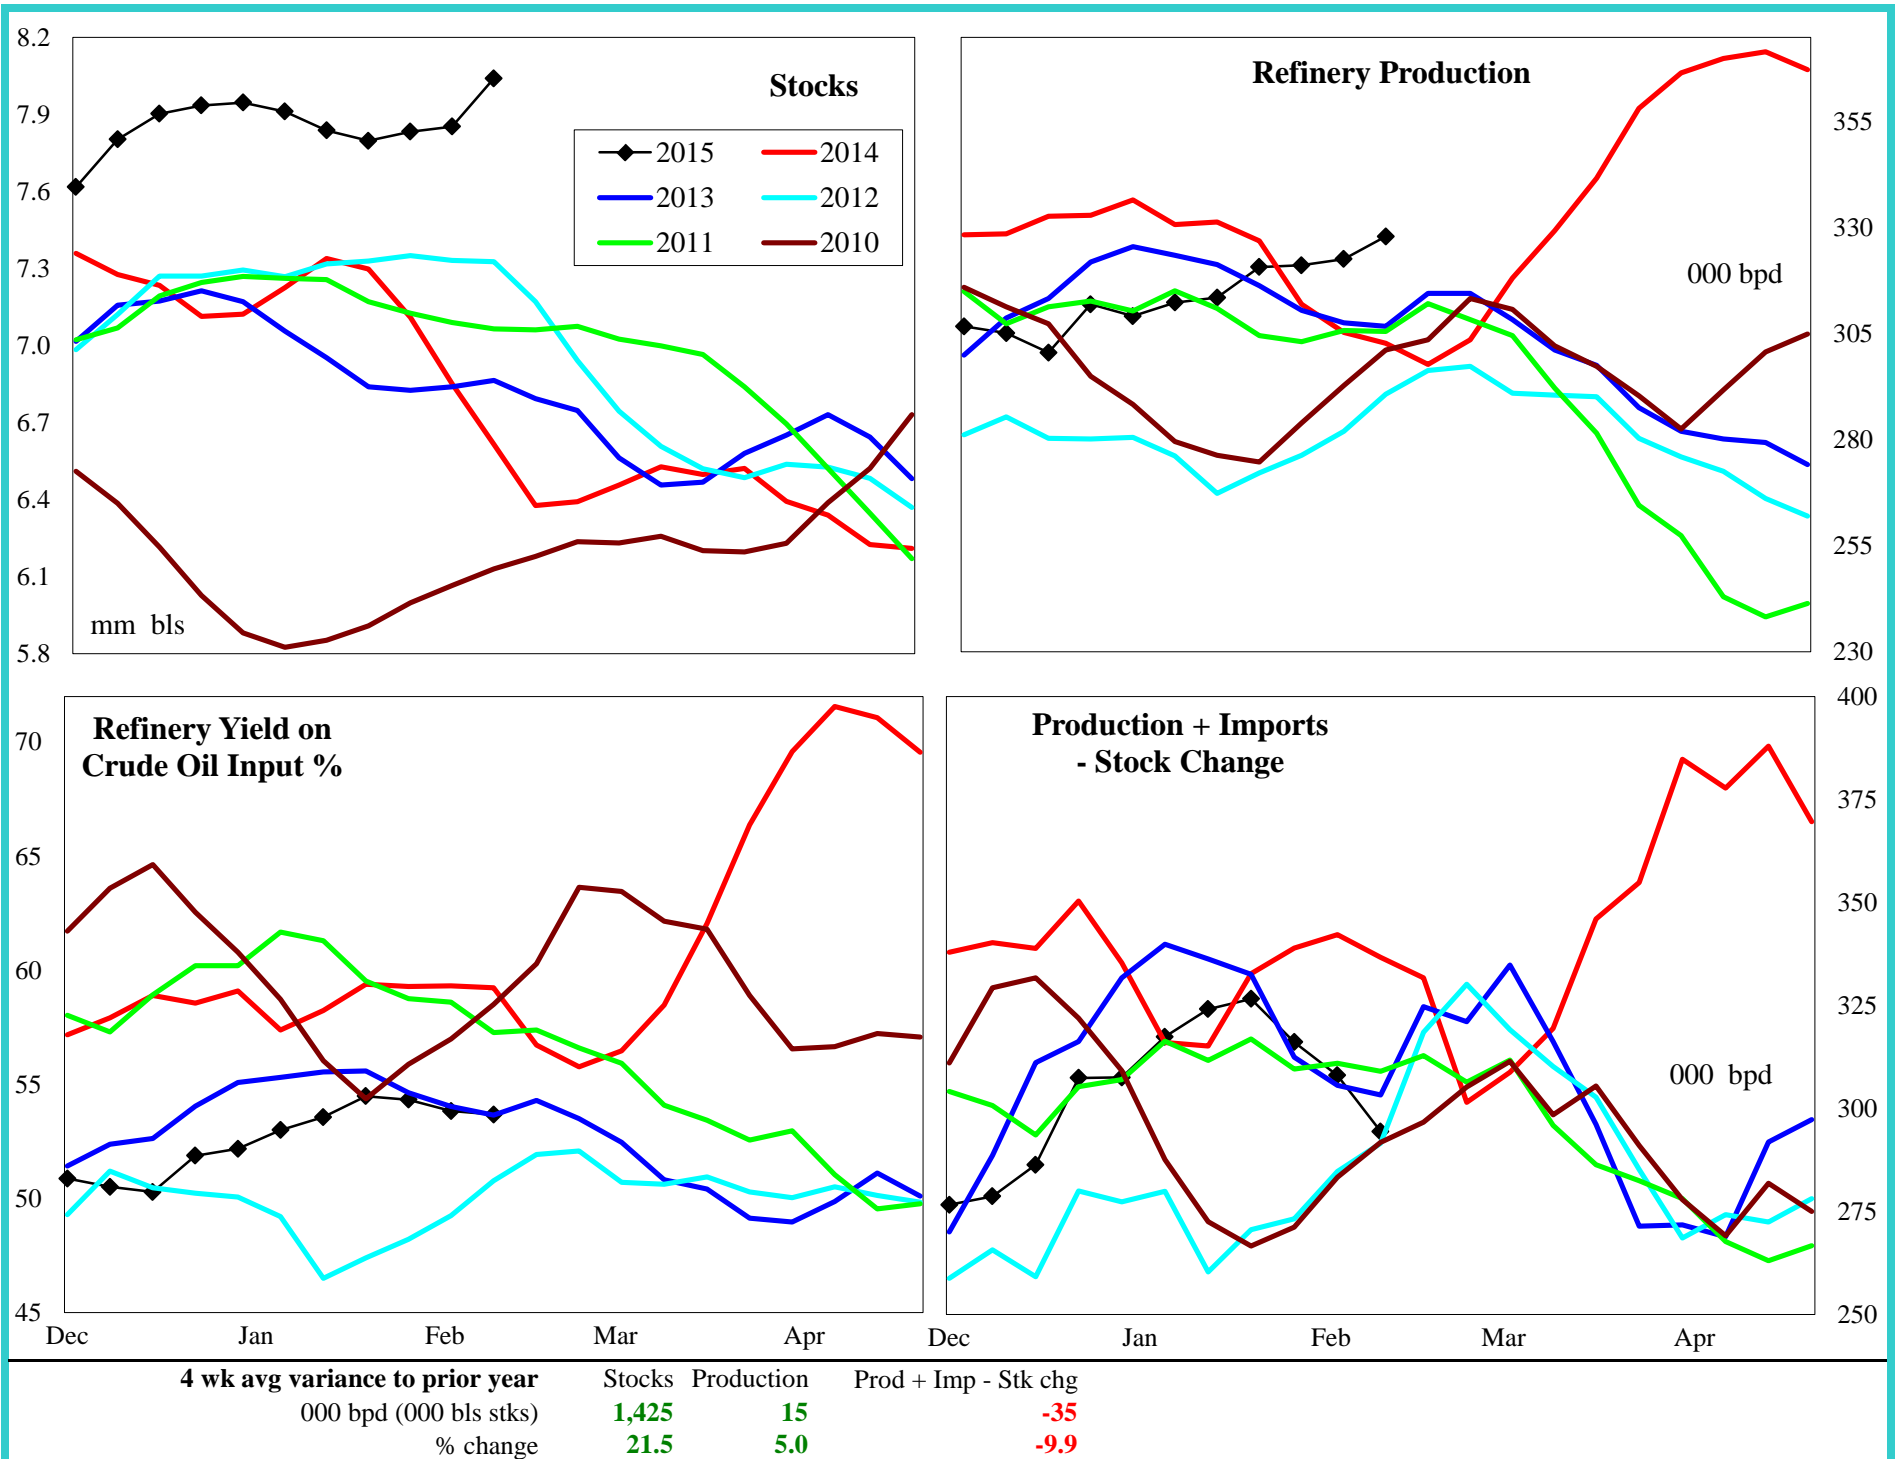 8.2
7.9
7.6
7.3
7.0
6.7
6.4
6.1
5.8
Stocks
2015 2014
2013 2012
2011 2010
mm bls
Refinery Production
000 bpd
355
330
305
280
255
230
Refinery Yield on
Crude Oil Input %
70
65
60
55
50
45
Dec Jan Feb Mar Apr
Production + Imports
- Stock Change
000 bpd
400
375
350
325
300
275
250
Dec Jan Feb Mar Apr
4 wk avg variance to prior year Stocks Production Prod + Imp - Stk chg
000 bpd (000 bls stks) 1,425 15 -35
% change 21.5 5.0 -9.9